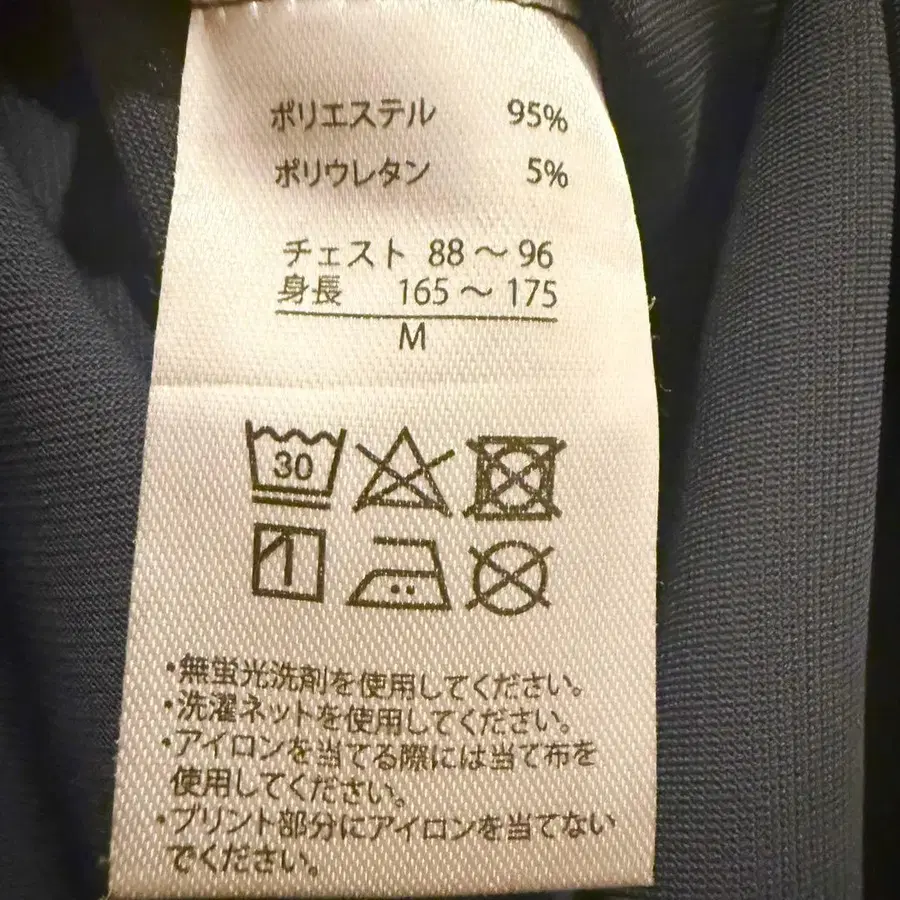 ポリエステル 95%
ポリウレタン 5%
チェスト 88～96
身長 165～175
M
30
・無蛍光洗剤を使用してください。
・洗濯ネットを使用してください。
・アイロンを当てる際には当て布を
使用してください。
・プリント部分にアイロンを当てない
でください。